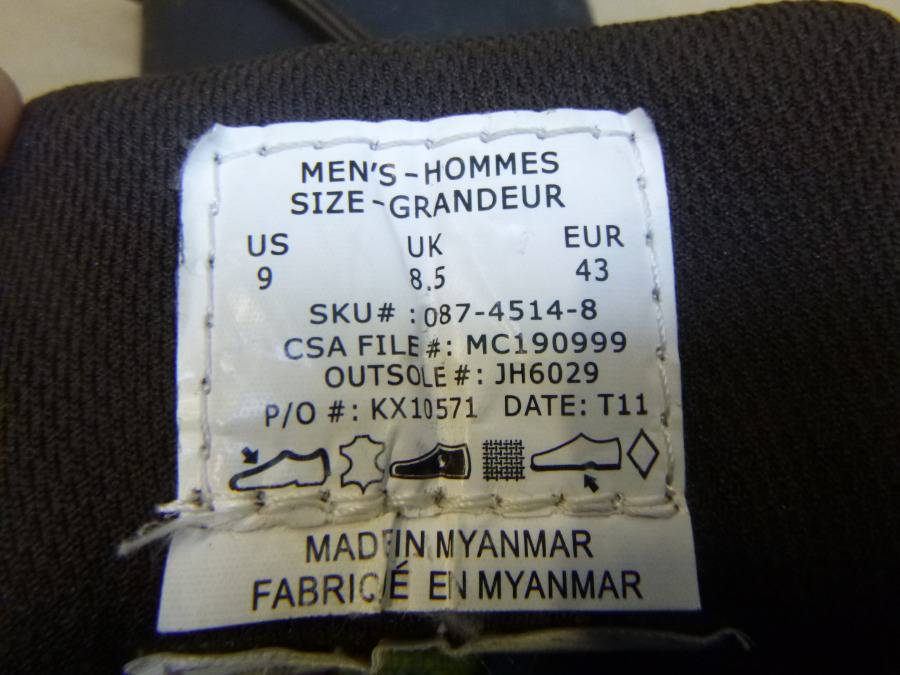 MEN'S-HOMMES
SIZE-GRANDEUR
US UK EUR
9 8.5 43
SKU# :087-4514-8
CSA FILE#: MC190999
OUTSOLE #: JH6029
P/O #: KX10571 DATE: T11
MADE IN MYANMAR
FABRIQUÉ EN MYANMAR